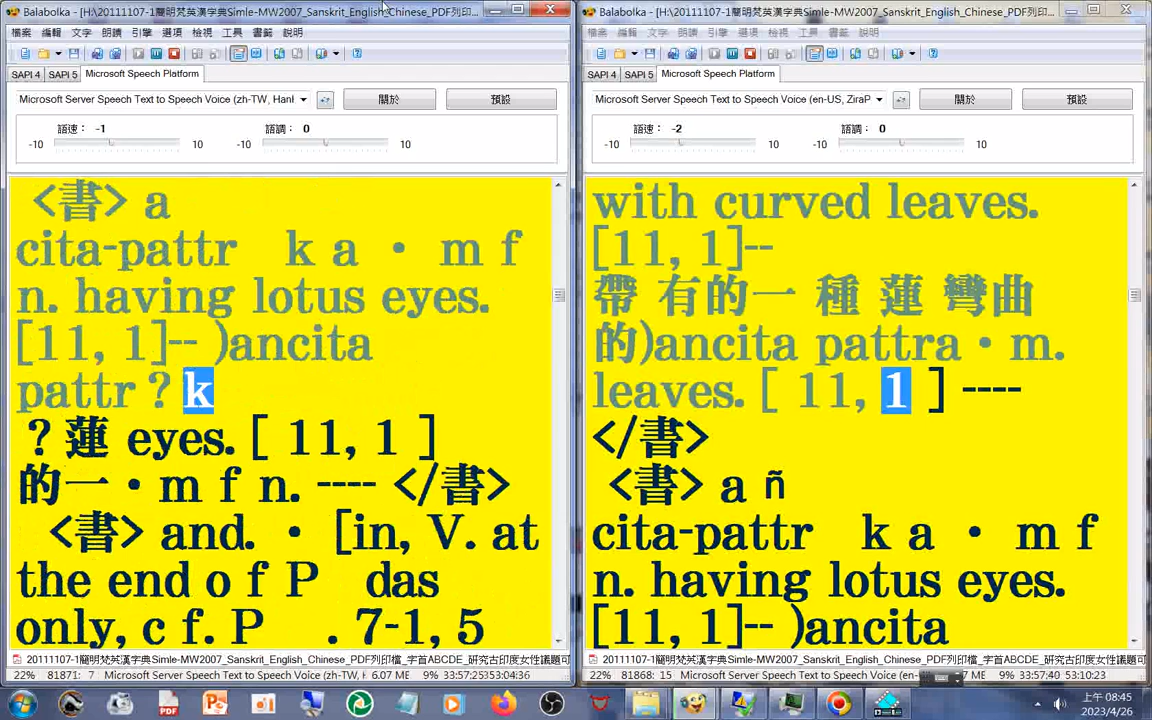 Balabolka - [H:\20111107-1簡明梵英漢字典Simle-MW2007_Sanskrit_English_Chinese_PDF列印...
檔案 編輯 文字 朗讀 引擎 選項 檢視 工具 書籤 說明
SAPI 4 SAPI 5 Microsoft Speech Platform
Microsoft Server Speech Text to Speech Voice (zh-TW, HanI
關於 預設
語速： -1 語調： 0
-10 10 -10 10
<書> a
cita-pattr k a • m f
n. having lotus eyes.
[11, 1]-- )ancita
pattr ? k
? 蓮 eyes. [ 11, 1 ]
的一 • m f n. ---- </書>
<書> and. • [in, V. at
the end o f P das
only, c f. P . 7-1, 5
20111107-1簡明梵英漢字典Simle-MW2007_Sanskrit_English_Chinese_PDF列印檔_字首ABCDE_研究古印度女性議題可
22% 81871: 7 Microsoft Server Speech Text to Speech Voice (zh-TW, H 6.07 MB 9% 33:57:25 353:04:36
Balabolka - [H:\20111107-1簡明梵英漢字典Simle-MW2007_Sanskrit_English_Chinese_PDF列印...
檔案 編輯 文字 朗讀 引擎 選項 檢視 工具 書籤 說明
SAPI 4 SAPI 5 Microsoft Speech Platform
Microsoft Server Speech Text to Speech Voice (en-US, ZiraP
關於 預設
語速： -2 語調： 0
-10 10 -10 10
with curved leaves.
[11, 1]--
帶 有的一 種 蓮 彎曲
的)ancita pattra • m.
leaves. [ 11, 1 ] ----
</書>
<書> a ñ
cita-pattr k a • m f
n. having lotus eyes.
[11, 1]-- )ancita
20111107-1簡明梵英漢字典Simle-MW2007_Sanskrit_English_Chinese_PDF列印檔_字首ABCDE_研究古印度女性議題可
22% 81868: 15 Microsoft Server Speech Text to Speech Voice 6.07 MB 9% 33:57:40 53:10:23
上午 08:45
2023/4/26